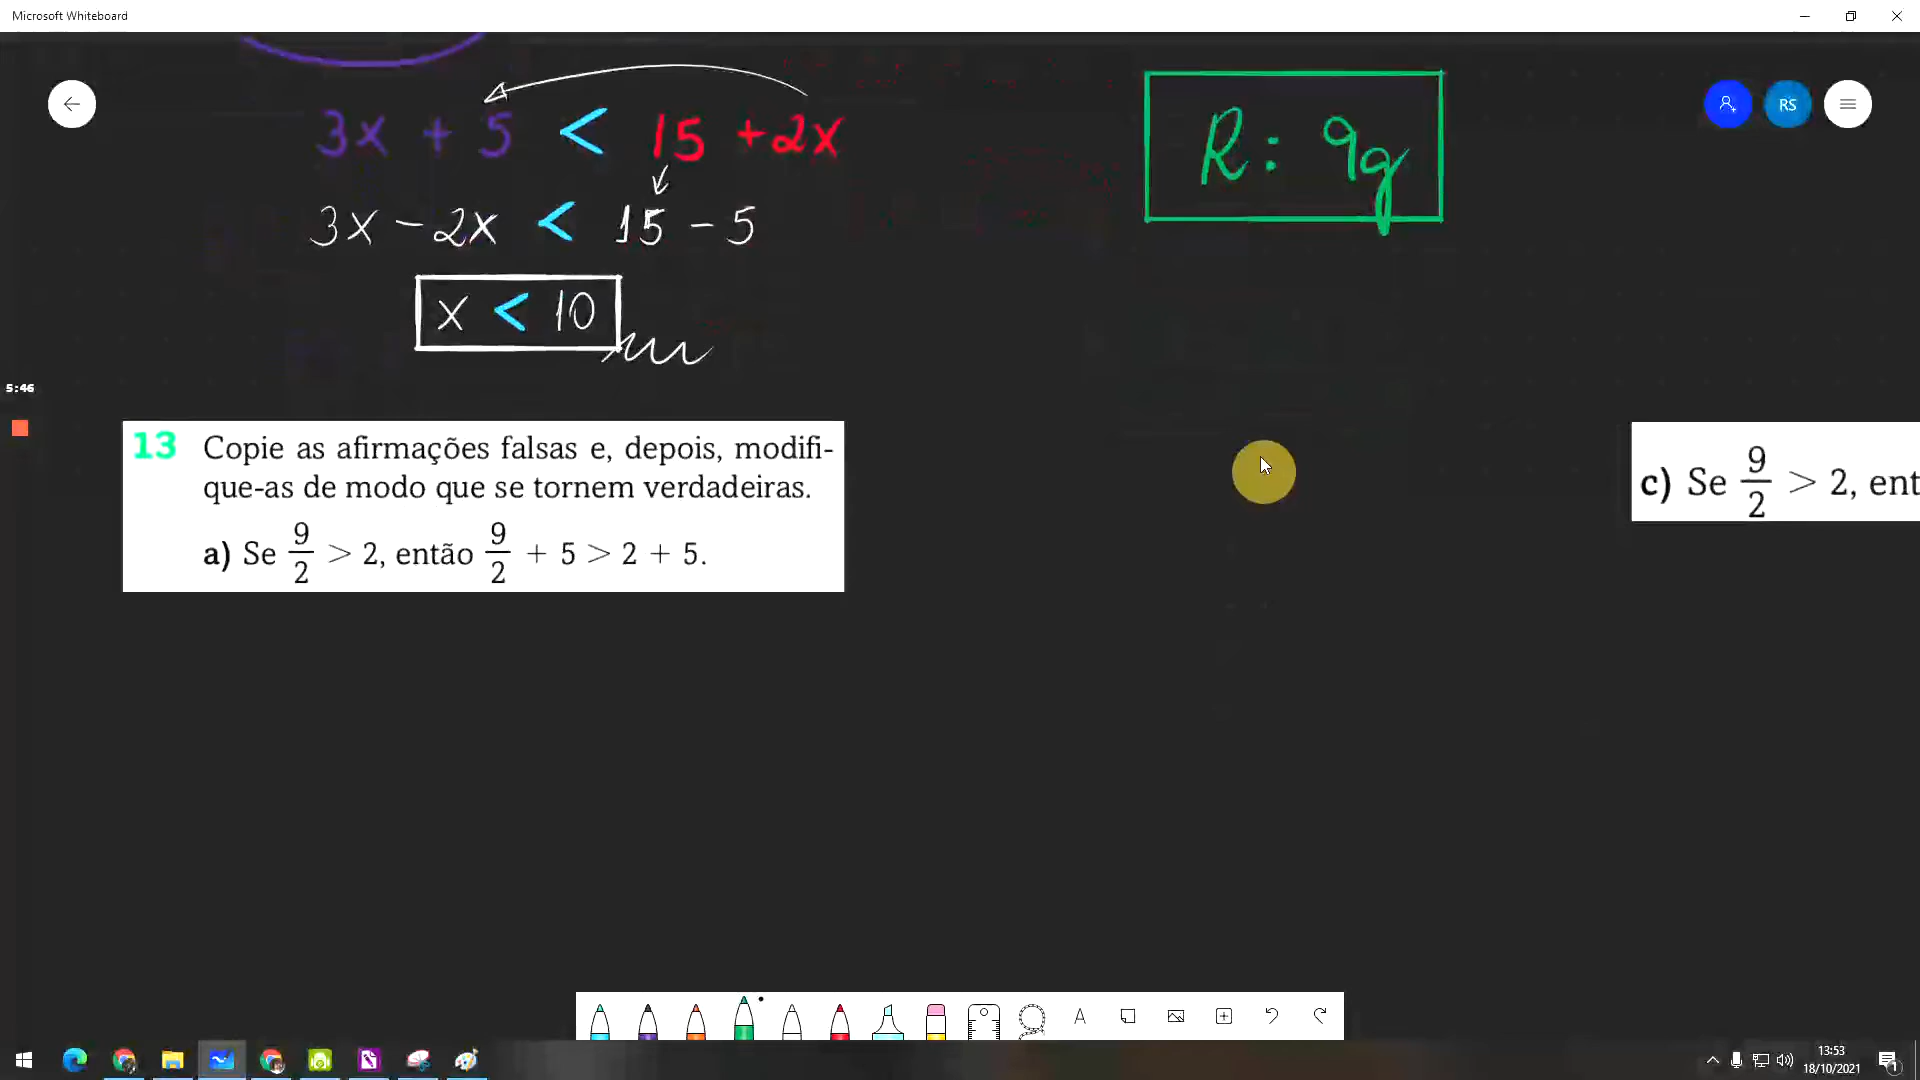 Microsoft Whiteboard
3x + 5 < 15 + 2x
3x - 2x < 15 - 5
x < 10
R: 9g
RS
5:46
13 Copie as afirmações falsas e, depois, modifi-
que-as de modo que se tornem verdadeiras.
a) Se 9/2 > 2, então 9/2 + 5 > 2 + 5.
c) Se 9/2 > 2, ent
A
13:53
18/10/2021
1